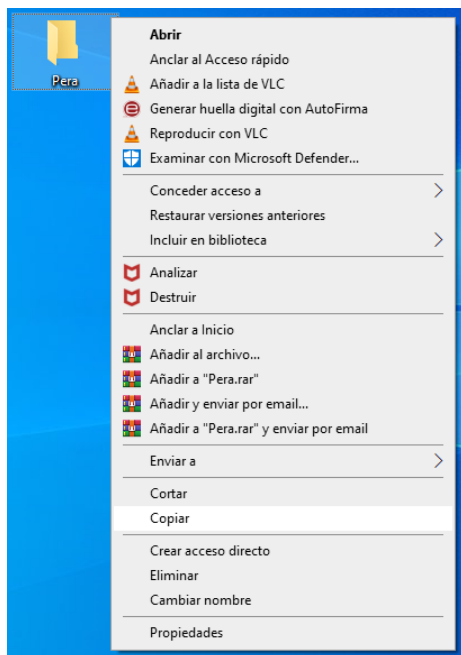 Pera
Abrir
Anclar al Acceso rápido
Añadir a la lista de VLC
Generar huella digital con AutoFirma
Reproducir con VLC
Examinar con Microsoft Defender...
Conceder acceso a
Restaurar versiones anteriores
Incluir en biblioteca
Analizar
Destruir
Anclar a Inicio
Añadir al archivo...
Añadir a "Pera.rar"
Añadir y enviar por email...
Añadir a "Pera.rar" y enviar por email
Enviar a
Cortar
Copiar
Crear acceso directo
Eliminar
Cambiar nombre
Propiedades